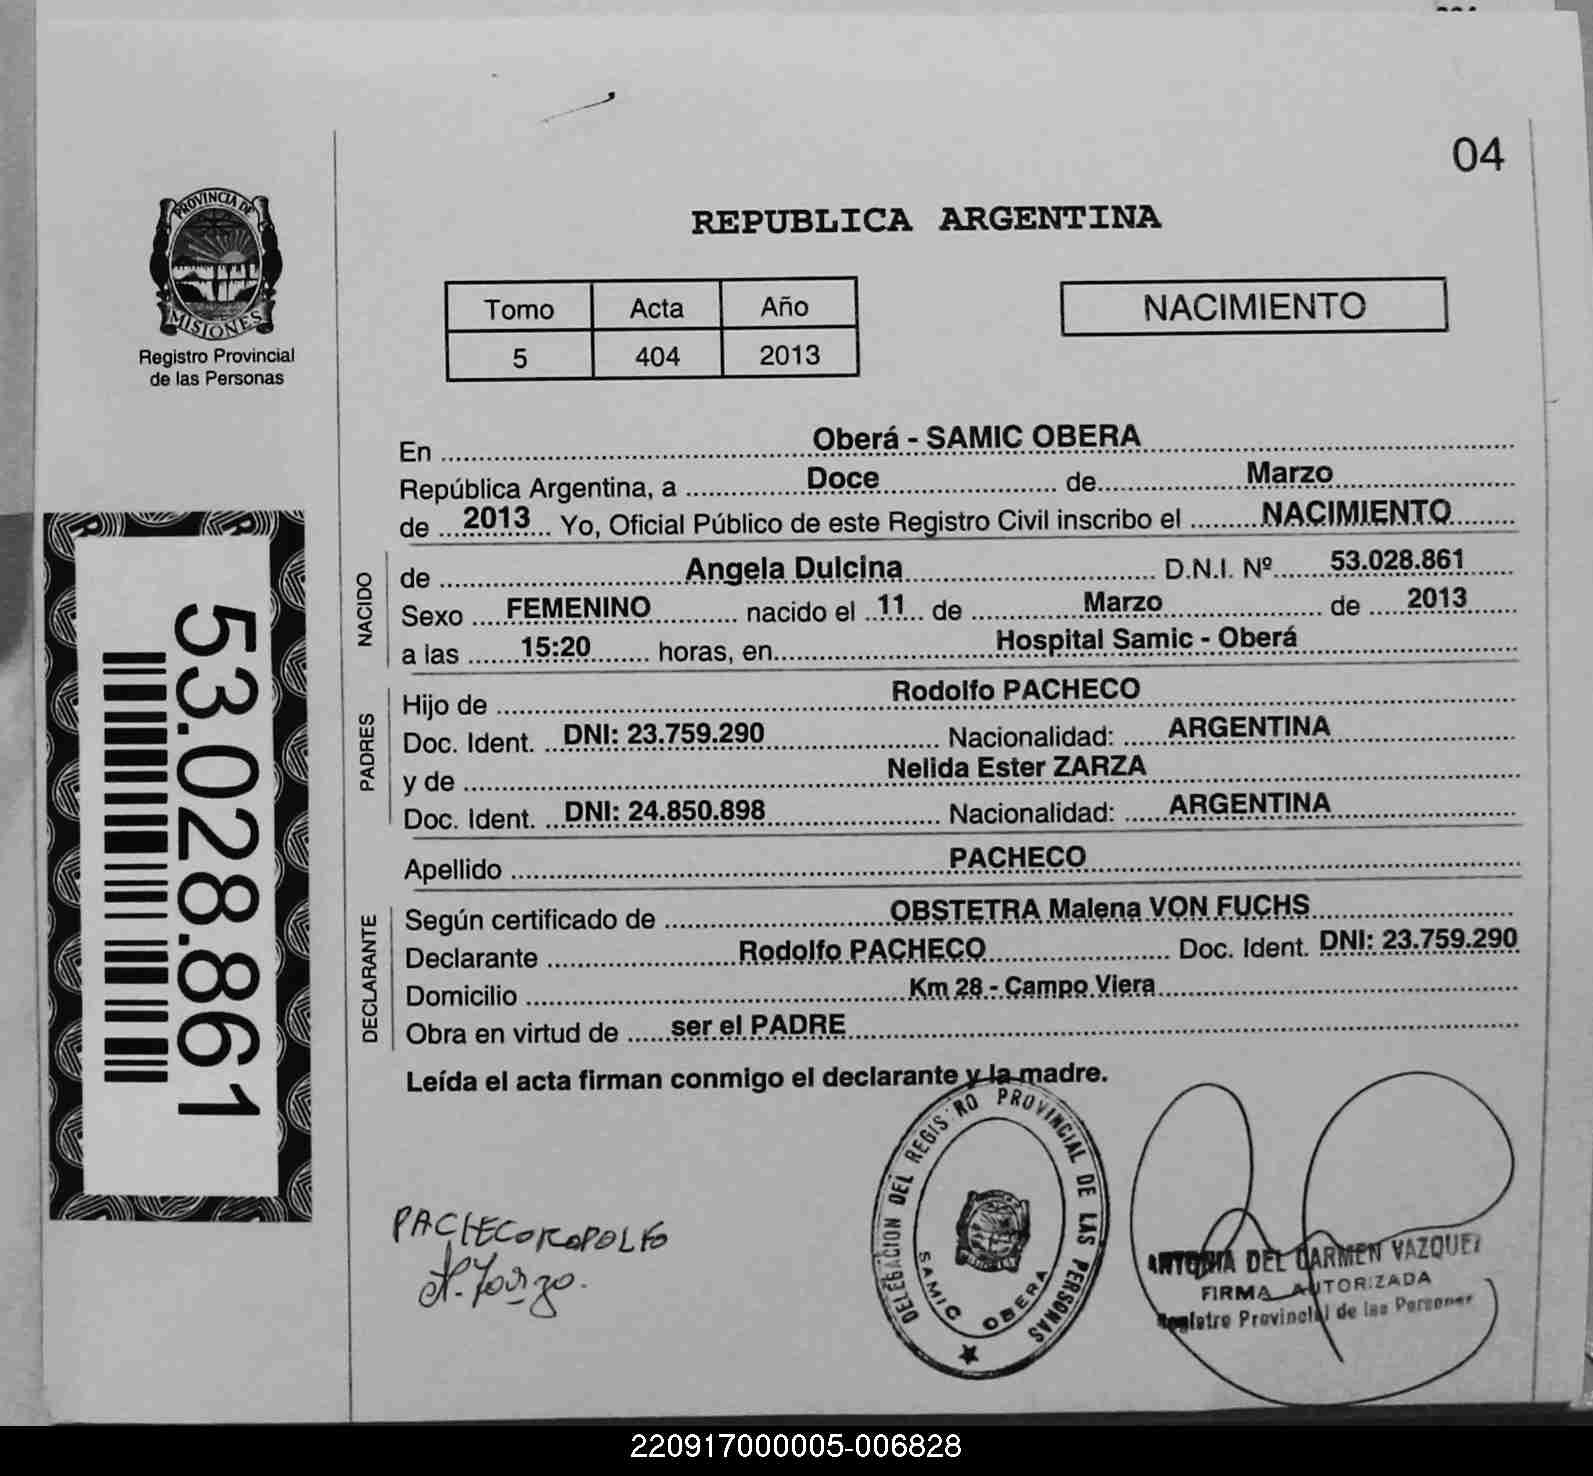 04
PROVINCIA DE
MISIONES
Registro Provincial
de las Personas
REPUBLICA ARGENTINA
Tomo Acta Año
5 404 2013
NACIMIENTO
En Oberá - SAMIC OBERA
República Argentina, a Doce de Marzo
de 2013 Yo, Oficial Público de este Registro Civil inscribo el NACIMIENTO
NACIDO
de Angela Dulcina D.N.I. Nº 53.028.861
Sexo FEMENINO nacido el 11 de Marzo de 2013
a las 15:20 horas, en Hospital Samic - Oberá
PADRES
Hijo de Rodolfo PACHECO
Doc. Ident. DNI: 23.759.290 Nacionalidad: ARGENTINA
y de Nelida Ester ZARZA
Doc. Ident. DNI: 24.850.898 Nacionalidad: ARGENTINA
Apellido PACHECO
DECLARANTE
Según certificado de OBSTETRA Malena VON FUCHS
Declarante Rodolfo PACHECO Doc. Ident. DNI: 23.759.290
Domicilio Km 28 - Campo Viera
Obra en virtud de ser el PADRE
Leída el acta firman conmigo el declarante y la madre.
53.028.861
PACHECO RODOLFO
N. Zarza.
DELEGACION DEL REGISTRO PROVINCIAL DE LAS PERSONAS
SAMIC OBERA
ANTONIA DEL CARMEN VAZQUEZ
FIRMA AUTORIZADA
Registro Provincial de las Personas
220917000005-006828